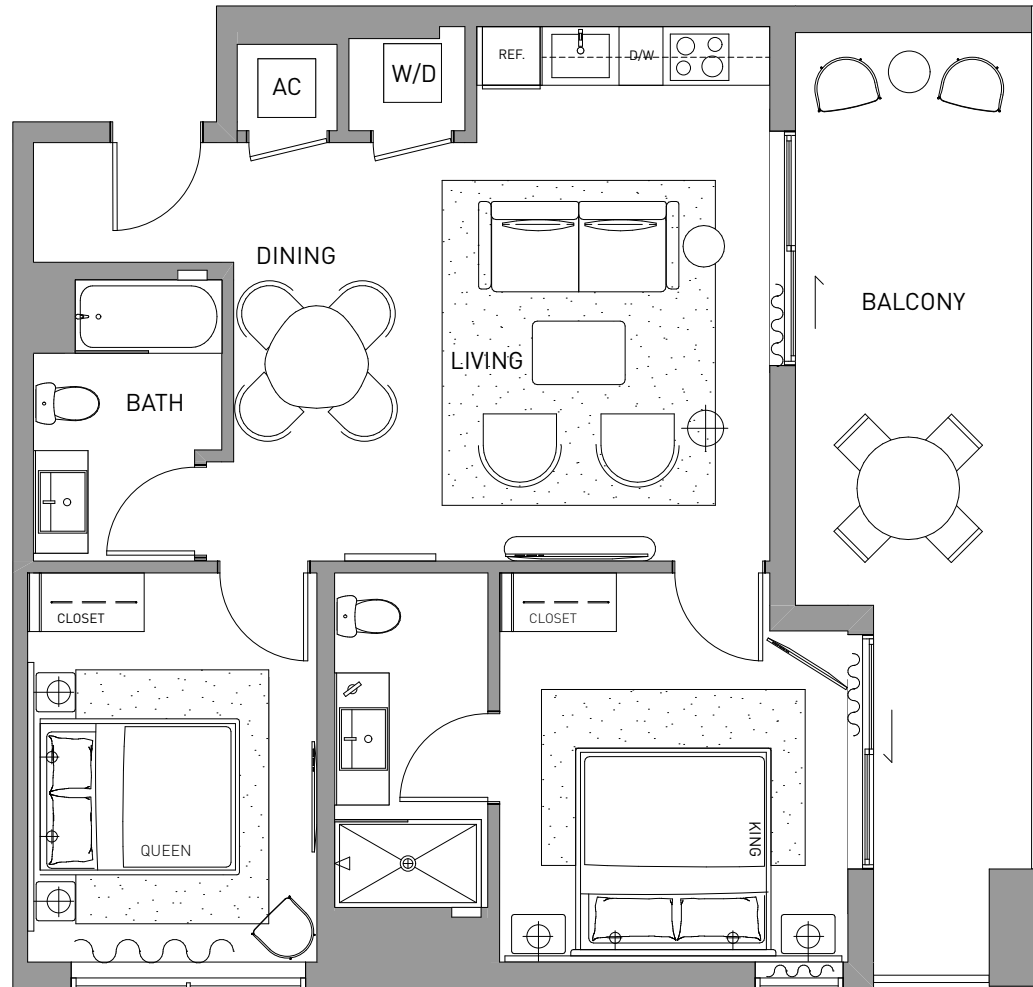 AC
W/D
REF.
D/W
DINING
BALCONY
LIVING
BATH
CLOSET
CLOSET
QUEEN
KING